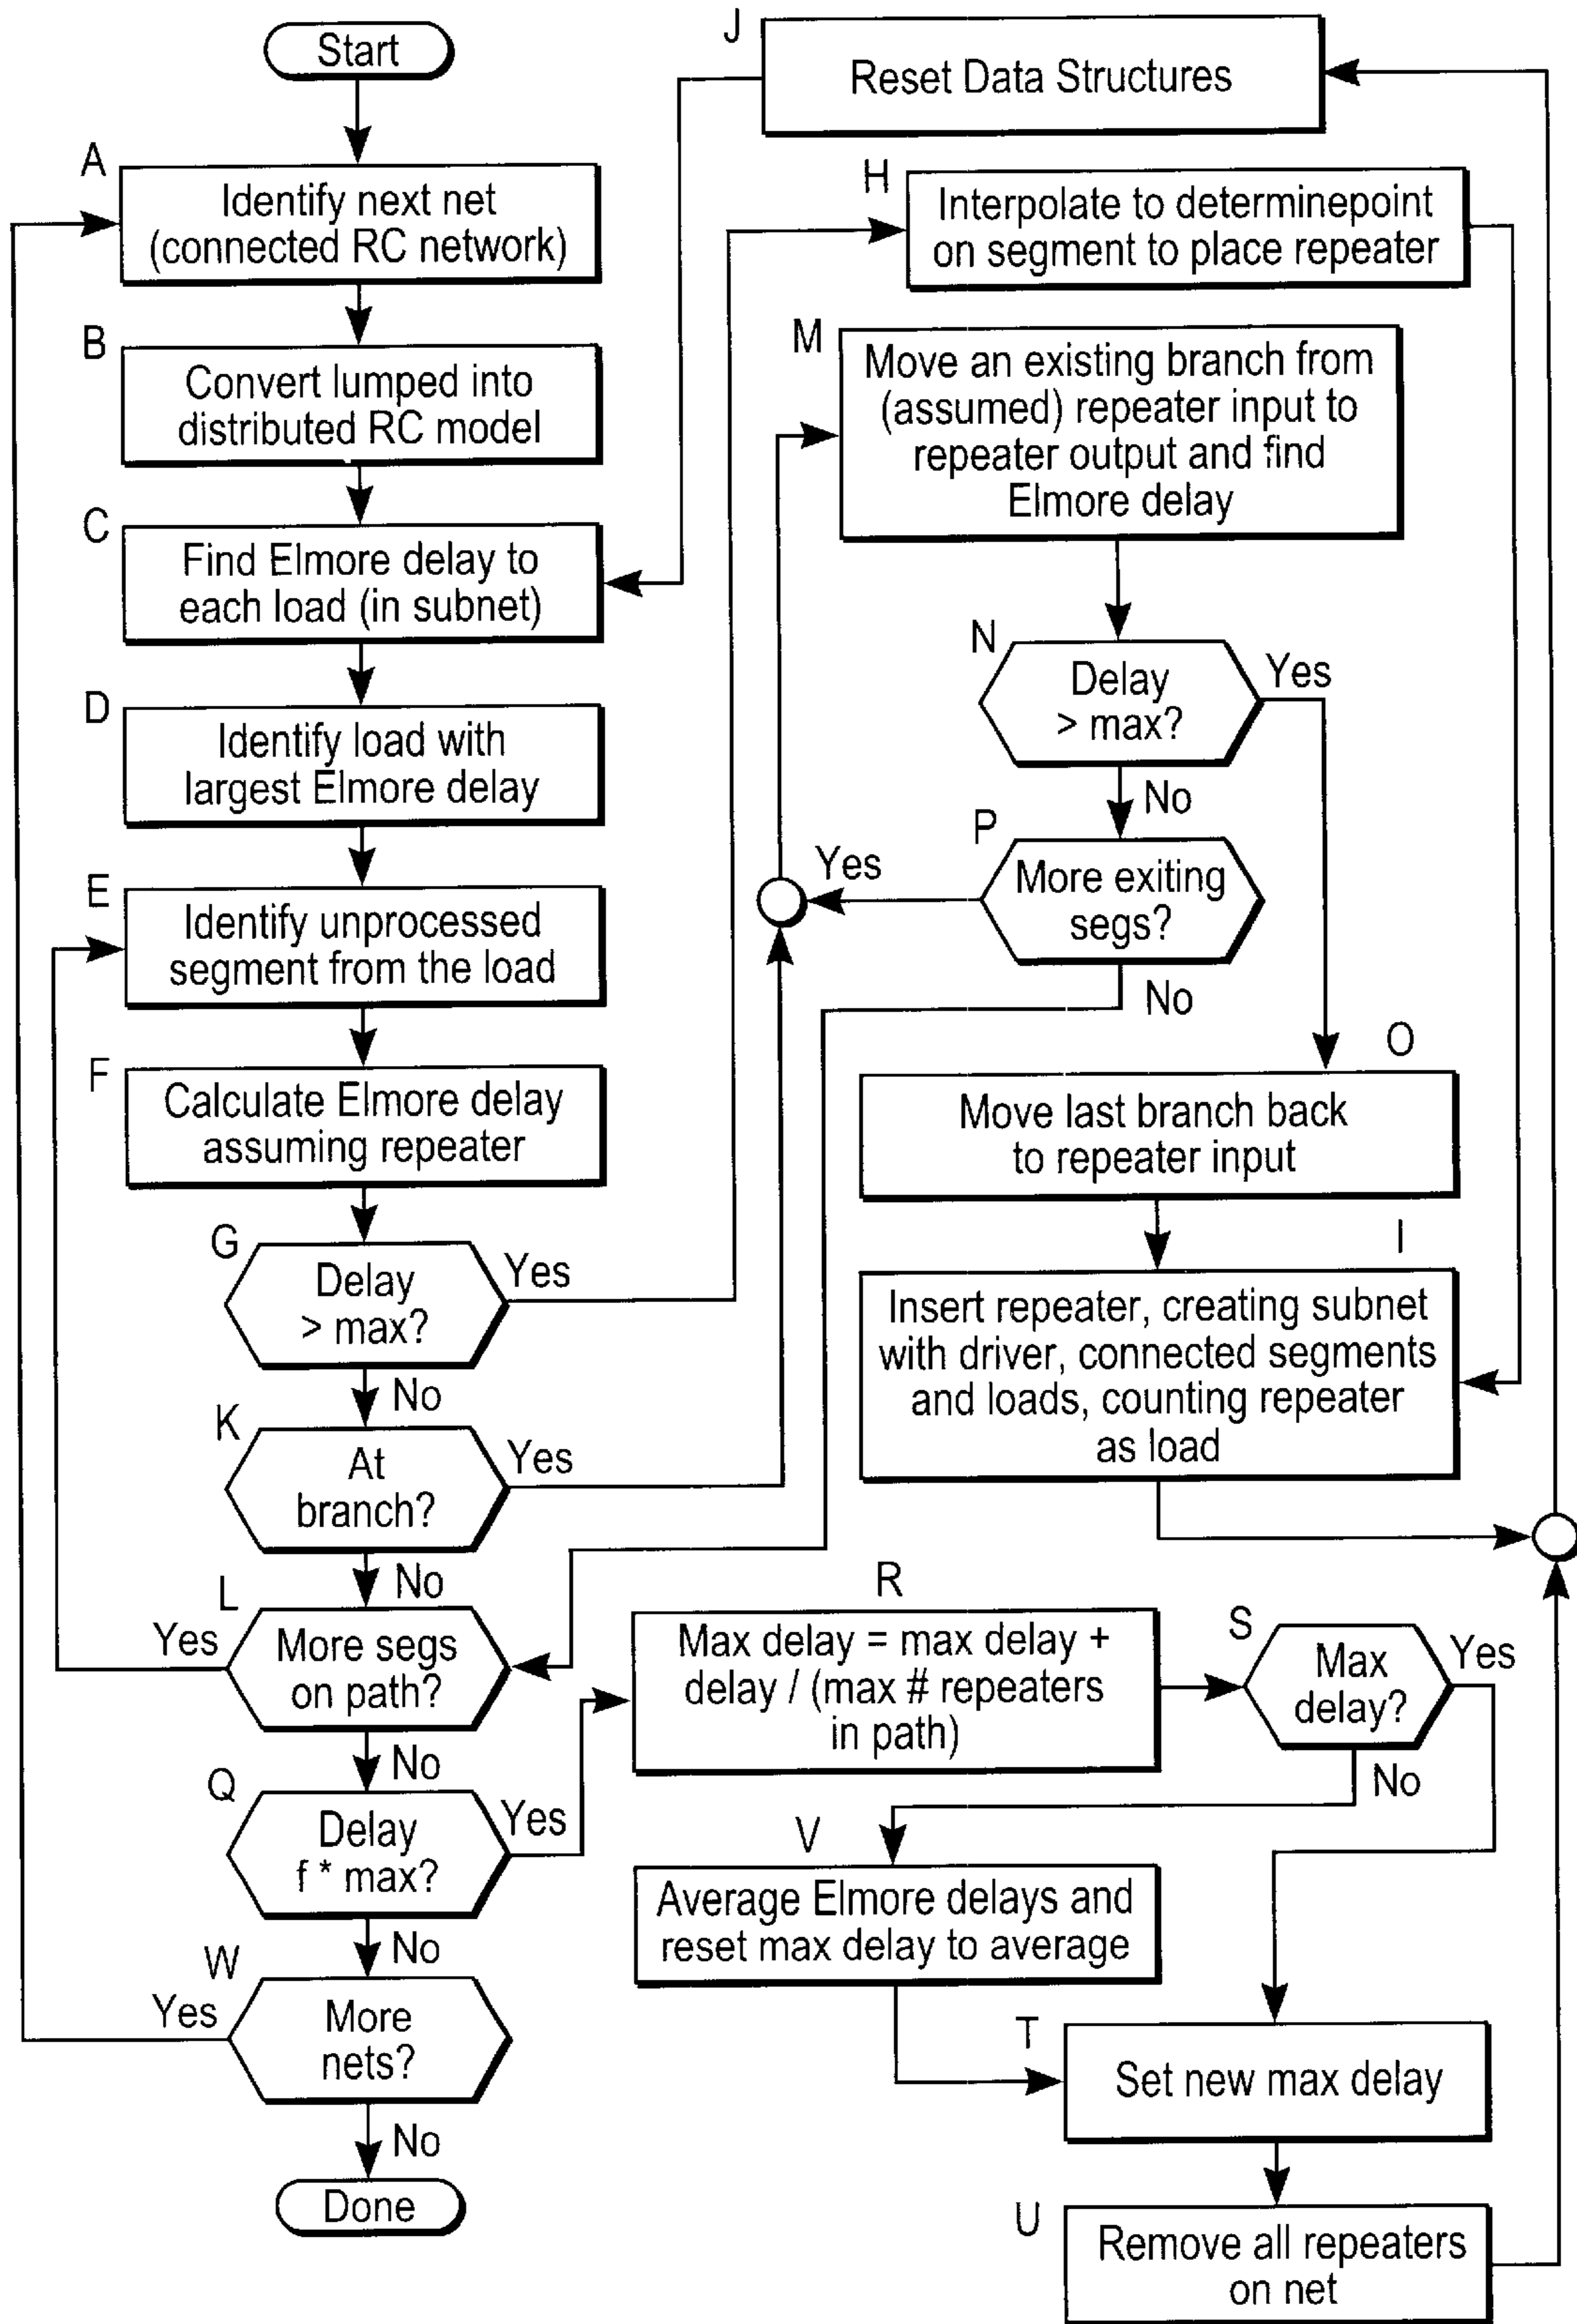 Start
A
Identify next net
(connected RC network)
B
Convert lumped into
distributed RC model
C
Find Elmore delay to
each load (in subnet)
D
Identify load with
largest Elmore delay
E
Identify unprocessed
segment from the load
F
Calculate Elmore delay
assuming repeater
G
Delay
> max?
Yes
No
K
At
branch?
Yes
No
L
More segs
on path?
Yes
No
Q
Delay
f * max?
Yes
No
W
More
nets?
Yes
No
Done
J
Reset Data Structures
H
Interpolate to determinepoint
on segment to place repeater
M
Move an existing branch from
(assumed) repeater input to
repeater output and find
Elmore delay
N
Delay
> max?
Yes
No
P
More exiting
segs?
Yes
No
O
Move last branch back
to repeater input
I
Insert repeater, creating subnet
with driver, connected segments
and loads, counting repeater
as load
R
Max delay = max delay +
delay / (max # repeaters
in path)
S
Max
delay?
Yes
No
V
Average Elmore delays and
reset max delay to average
T
Set new max delay
U
Remove all repeaters
on net